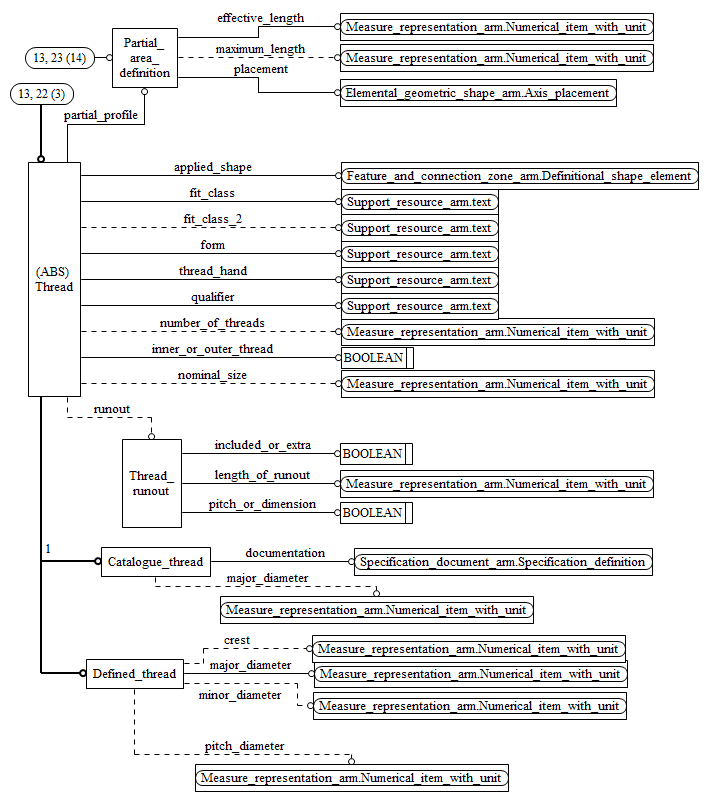 effective_length
Measure_representation_arm.Numerical_item_with_unit
Partial_
area_
definition
13, 23 (14)
maximum_length
Measure_representation_arm.Numerical_item_with_unit
placement
13, 22 (3)
Elemental_geometric_shape_arm.Axis_placement
partial_profile
applied_shape
Feature_and_connection_zone_arm.Definitional_shape_element
fit_class
Support_resource_arm.text
fit_class_2
Support_resource_arm.text
form
Support_resource_arm.text
(ABS)
Thread
thread_hand
Support_resource_arm.text
qualifier
Support_resource_arm.text
number_of_threads
Measure_representation_arm.Numerical_item_with_unit
inner_or_outer_thread
BOOLEAN
nominal_size
Measure_representation_arm.Numerical_item_with_unit
runout
included_or_extra
BOOLEAN
Thread_
runout
length_of_runout
Measure_representation_arm.Numerical_item_with_unit
pitch_or_dimension
BOOLEAN
1
Catalogue_thread
documentation
Specification_document_arm.Specification_definition
major_diameter
Measure_representation_arm.Numerical_item_with_unit
crest
Measure_representation_arm.Numerical_item_with_unit
Defined_thread
major_diameter
Measure_representation_arm.Numerical_item_with_unit
minor_diameter
Measure_representation_arm.Numerical_item_with_unit
pitch_diameter
Measure_representation_arm.Numerical_item_with_unit